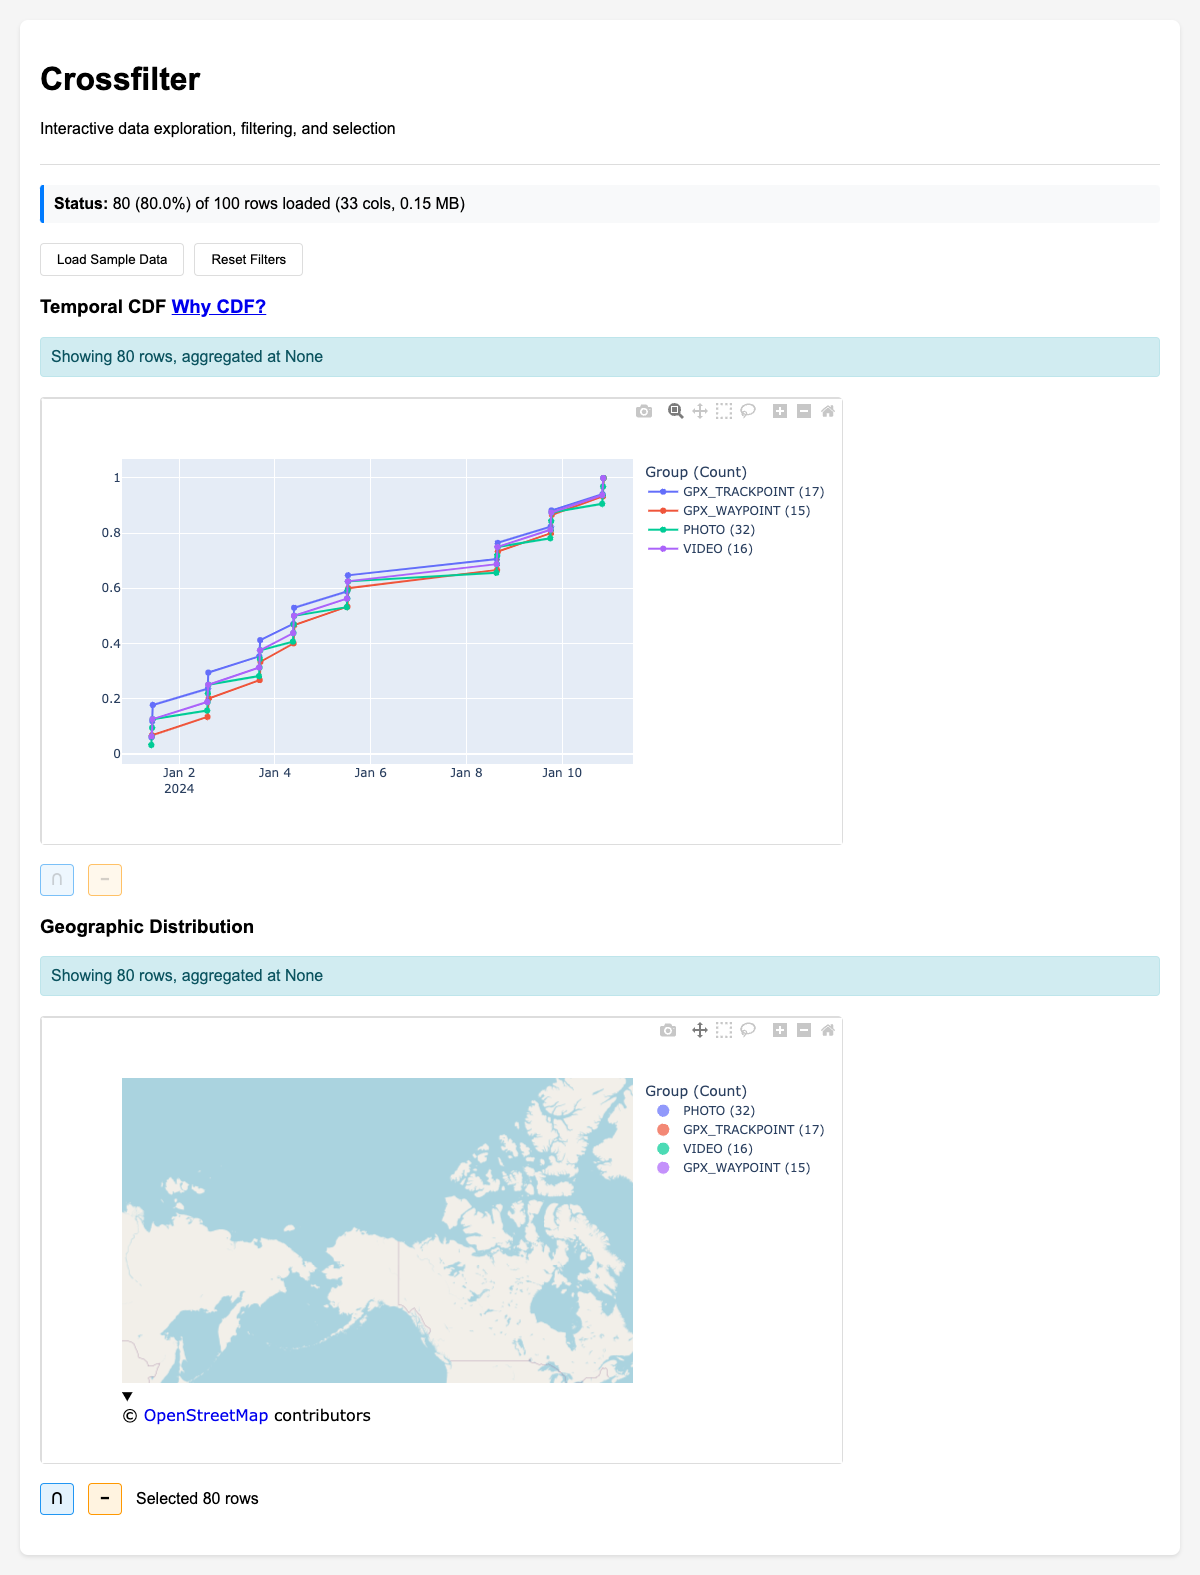 Crossfilter
Interactive data exploration, filtering, and selection
Status: 80 (80.0%) of 100 rows loaded (33 cols, 0.15 MB)
Load Sample Data Reset Filters
Temporal CDF Why CDF?
Showing 80 rows, aggregated at None
Group (Count)
GPX_TRACKPOINT (17)
GPX_WAYPOINT (15)
PHOTO (32)
VIDEO (16)
1
0.8
0.6
0.4
0.2
0
Jan 2 Jan 4 Jan 6 Jan 8 Jan 10
2024
∩ -
Geographic Distribution
Showing 80 rows, aggregated at None
Group (Count)
PHOTO (32)
GPX_TRACKPOINT (17)
VIDEO (16)
GPX_WAYPOINT (15)
© OpenStreetMap contributors
∩ - Selected 80 rows